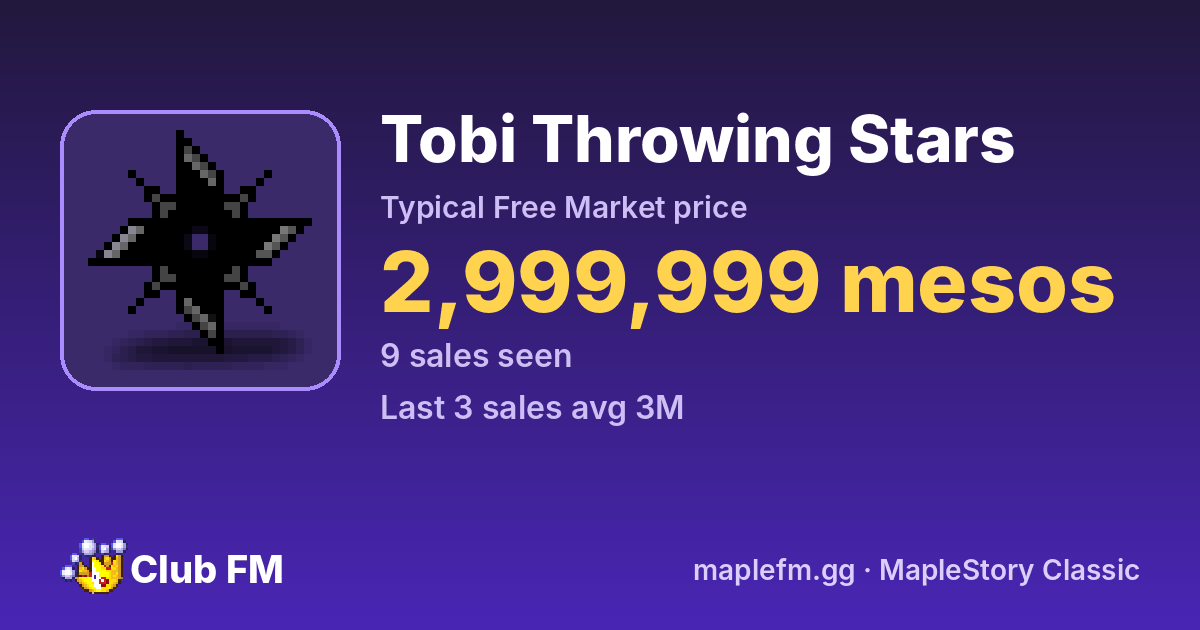 Tobi Throwing Stars
Typical Free Market price
2,999,999 mesos
9 sales seen
Last 3 sales avg 3M
Club FM
maplefm.gg · MapleStory Classic